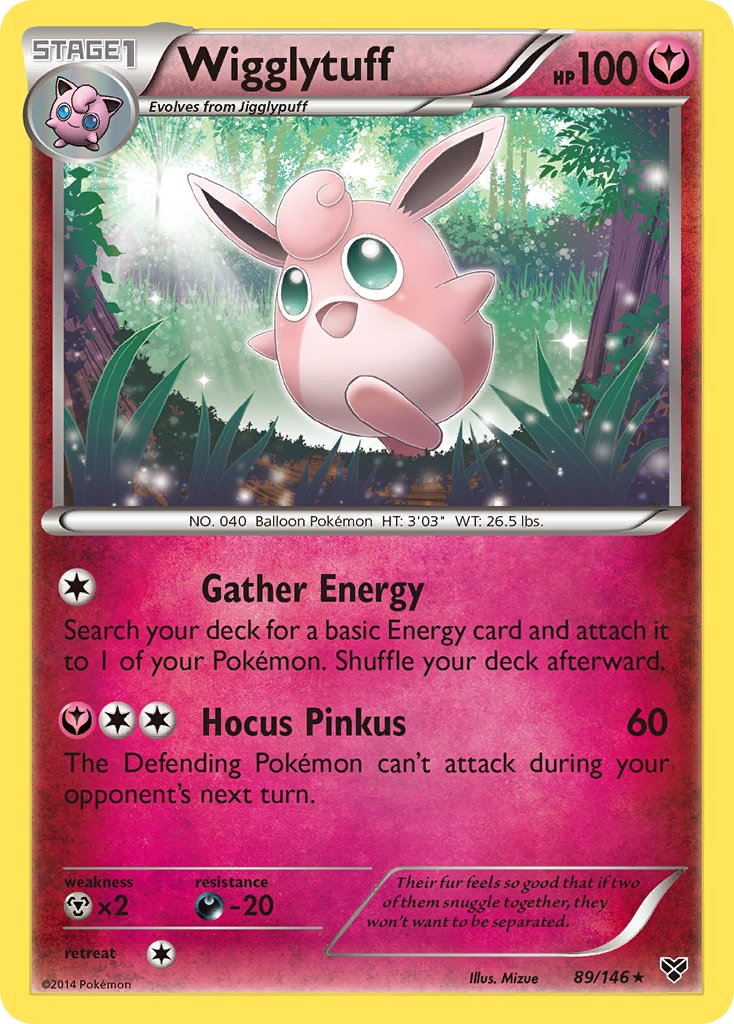 STAGE1
Wigglytuff
HP100
Evolves from Jigglypuff
NO. 040 Balloon Pokémon HT: 3'03" WT: 26.5 lbs.
Gather Energy
Search your deck for a basic Energy card and attach it
to 1 of your Pokémon. Shuffle your deck afterward.
Hocus Pinkus 60
The Defending Pokémon can't attack during your
opponent's next turn.
weakness resistance
×2 -20
retreat
Their fur feels so good that if two
of them snuggle together, they
won't want to be separated.
©2014 Pokémon
Illus. Mizue 89/146★